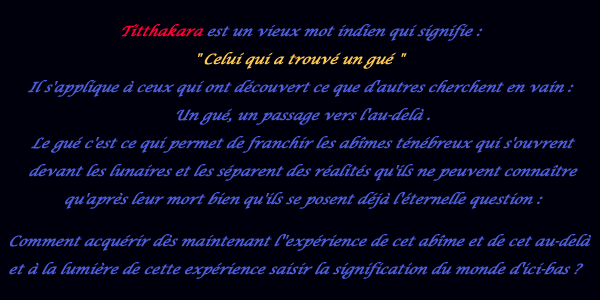 Titthakara est un vieux mot indien qui signifie :
" Celui qui a trouvé un gué "
Il s'applique à ceux qui ont découvert ce que d'autres cherchent en vain :
Un gué, un passage vers l'au-delà .
Le gué c'est ce qui permet de franchir les abîmes ténébreux qui s'ouvrent
devant les lunaires et les séparent des réalités qu'ils ne peuvent connaître
qu'après leur mort bien qu'ils se posent déjà l'éternelle question :
Comment acquérir dès maintenant l'expérience de cet abîme et de cet au-delà
et à la lumière de cette expérience saisir la signification du monde d'ici-bas ?